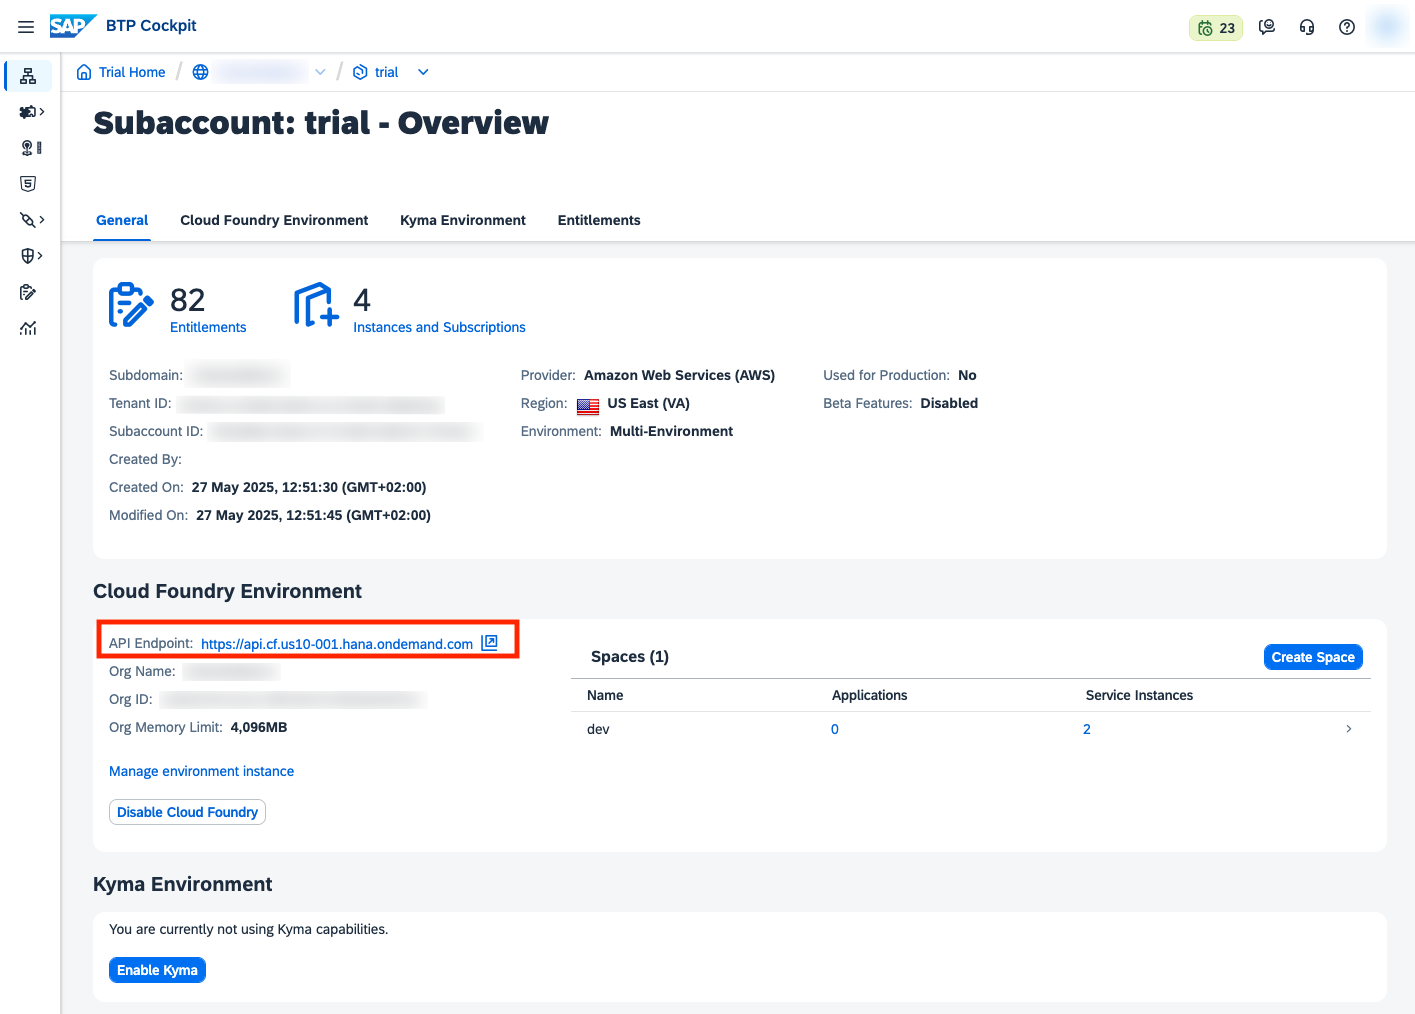 SAP BTP Cockpit
23
Trial Home / / trial
Subaccount: trial - Overview
General Cloud Foundry Environment Kyma Environment Entitlements
82 Entitlements
4 Instances and Subscriptions
Subdomain:
Tenant ID:
Subaccount ID:
Created By:
Created On: 27 May 2025, 12:51:30 (GMT+02:00)
Modified On: 27 May 2025, 12:51:45 (GMT+02:00)
Provider: Amazon Web Services (AWS)
Region: US East (VA)
Environment: Multi-Environment
Used for Production: No
Beta Features: Disabled
Cloud Foundry Environment
API Endpoint: https://api.cf.us10-001.hana.ondemand.com
Org Name:
Org ID:
Org Memory Limit: 4,096MB
Manage environment instance
Disable Cloud Foundry
Spaces (1)
Create Space
Name Applications Service Instances
dev 0 2
Kyma Environment
You are currently not using Kyma capabilities.
Enable Kyma